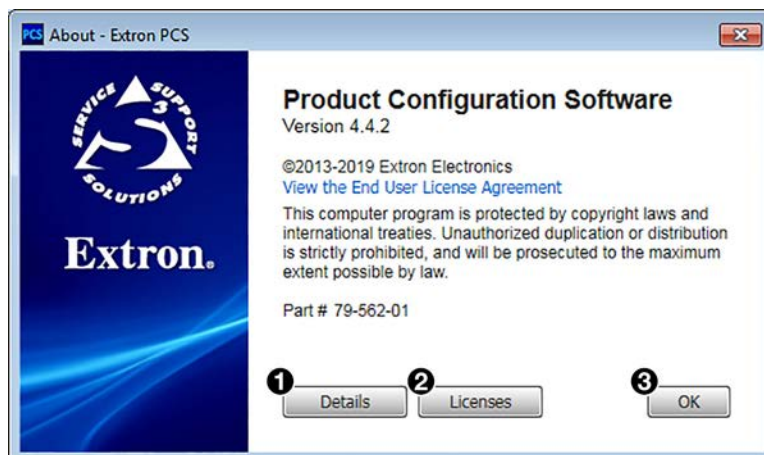 PCS About - Extron PCS
SERVICE SUPPORT SOLUTIONS
S3
Extron®
Product Configuration Software
Version 4.4.2
©2013-2019 Extron Electronics
View the End User License Agreement
This computer program is protected by copyright laws and
international treaties. Unauthorized duplication or distribution
is strictly prohibited, and will be prosecuted to the maximum
extent possible by law.
Part # 79-562-01
1 Details 2 Licenses 3 OK